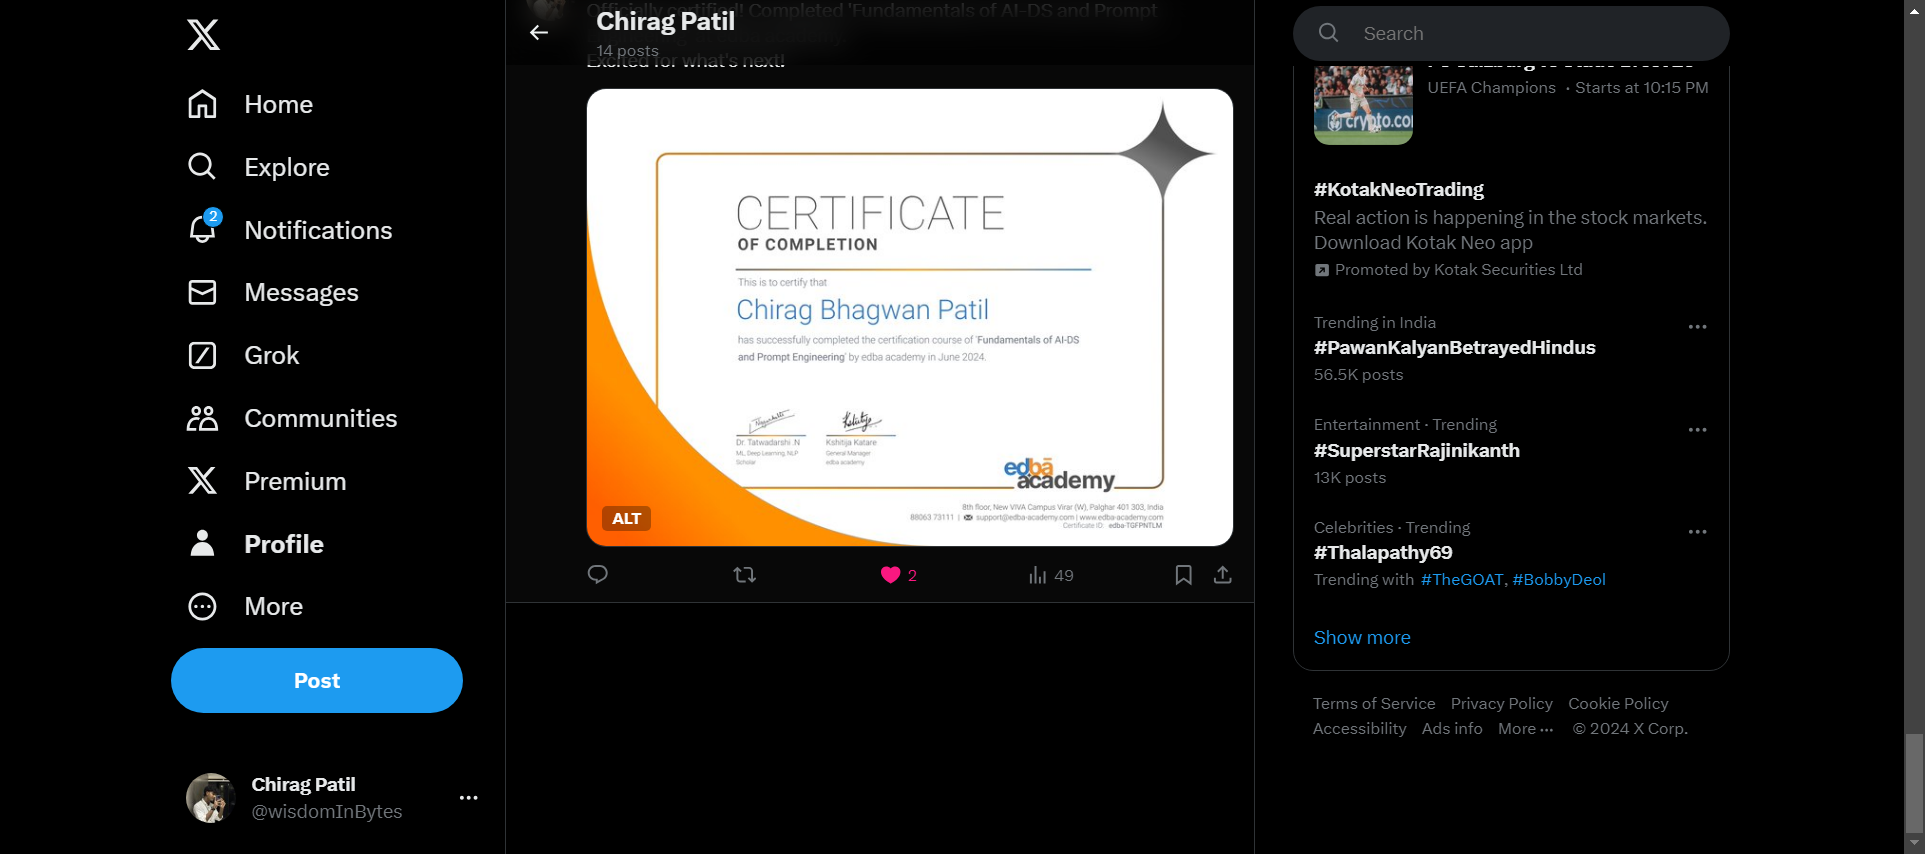 Home
Explore
2
Notifications
Messages
Grok
Communities
Premium
Profile
More
Post
Chirag Patil
@wisdomInBytes
Officially certified! Completed 'Fundamentals of AI-DS and Prompt
Chirag Patil
14 posts
Excited for what's next!
CERTIFICATE
OF COMPLETION
This is to certify that
Chirag Bhagwan Patil
has successfully completed the certification course of 'Fundamentals of AI-DS
and Prompt Engineering' by edba academy in June 2024.
Dr. Tatwadarshi .N
ML, Deep Learning, NLP
Scholar
Kshitija Katare
General Manager
edba academy
edbā
academy
8th floor, New VIVA Campus Virar (W), Palghar 401 303, India
88063 73111 | support@edba-academy.com | www.edba-academy.com
Certificate ID: edba-TGFPNTLM
ALT
2
49
Search
UEFA Champions · Starts at 10:15 PM
crypto.co
#KotakNeoTrading
Real action is happening in the stock markets.
Download Kotak Neo app
Promoted by Kotak Securities Ltd
Trending in India
#PawanKalyanBetrayedHindus
56.5K posts
Entertainment · Trending
#SuperstarRajinikanth
13K posts
Celebrities · Trending
#Thalapathy69
Trending with #TheGOAT, #BobbyDeol
Show more
Terms of Service Privacy Policy Cookie Policy
Accessibility Ads info More ··· © 2024 X Corp.